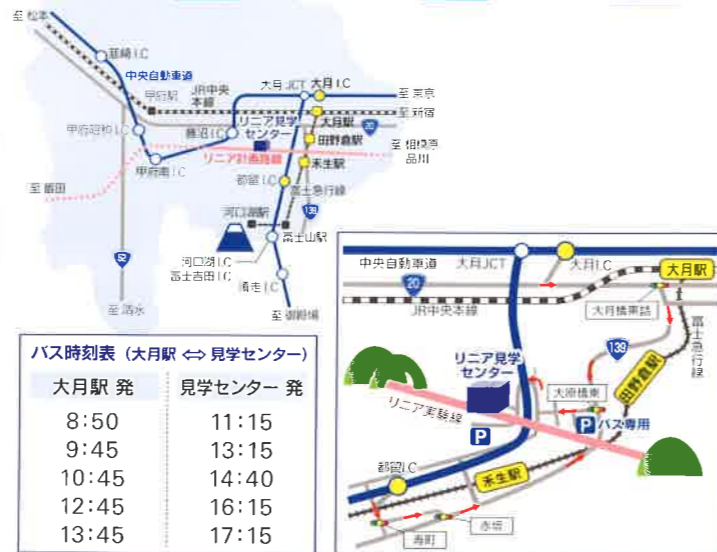 至 松本
韮崎I.C
中央自動車道
甲府駅
JR中央
本線
大月JCT
大月I.C
至 東京
至 新宿
甲府昭和I.C
勝沼I.C
リニア見学
センター
大月駅
20
田野倉駅
禾生駅
至 相模原
品川
リニア計画路線
甲府南I.C
至 飯田
都留I.C
富士急行線
139
河口湖駅
富士山駅
52
河口湖I.C
富士吉田I.C
須走I.C
至 清水
至 御殿場
バス時刻表 (大月駅 ⇔ 見学センター)
大月駅 発 見学センター 発
8:50 11:15
9:45 13:15
10:45 14:40
12:45 16:15
13:45 17:15
中央自動車道
大月JCT
大月I.C
大月駅
20
JR中央本線
大月橋東詰
富士急行線
139
リニア見学
センター
田野倉駅
大原橋東
リニア実験線
P
P バス専用
都留I.C
禾生駅
赤坂
寿町